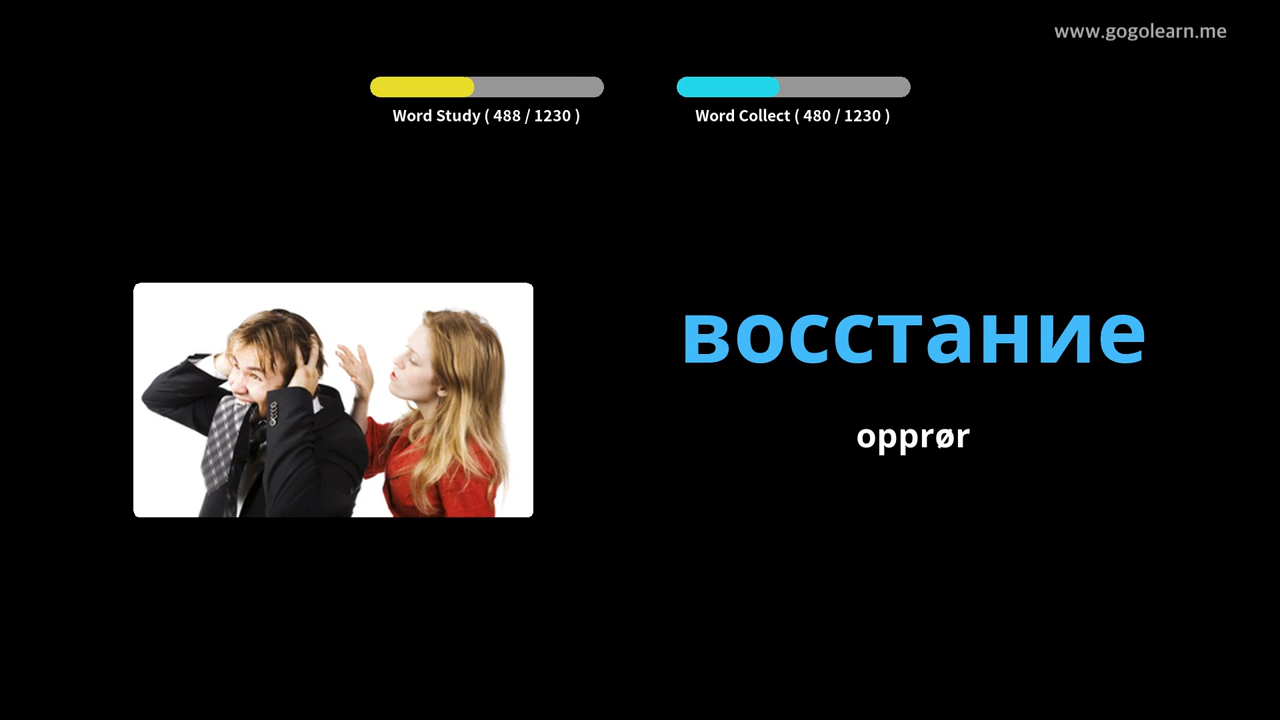 www.gogolearn.me
Word Study ( 488 / 1230 )
Word Collect ( 480 / 1230 )
восстание
opprør